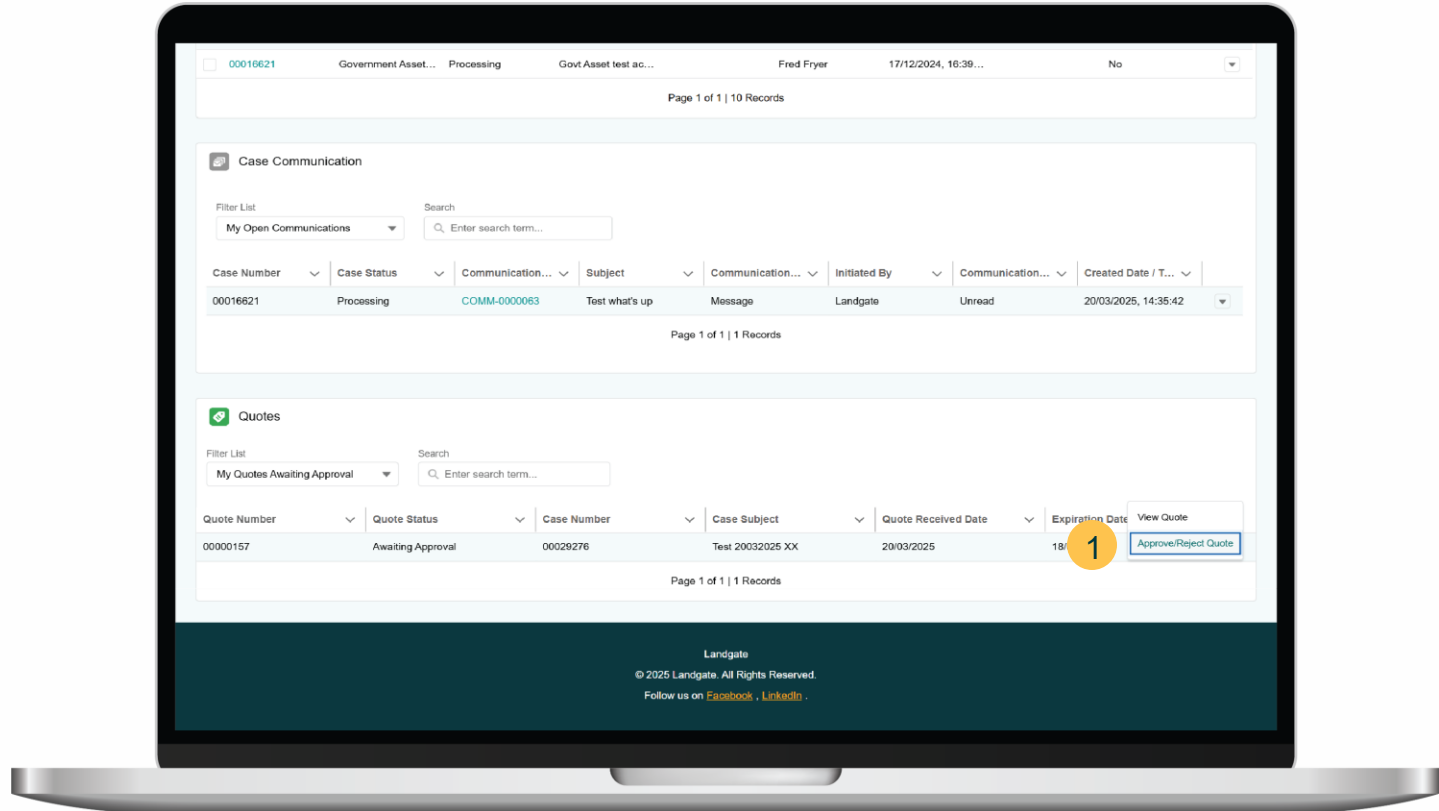 00016621 Government Asset... Processing Govt Asset test ac... Fred Fryer 17/12/2024, 16:39... No
Page 1 of 1 | 10 Records
Case Communication
Filter List Search
My Open Communications Enter search term...
Case Number Case Status Communication... Subject Communication... Initiated By Communication... Created Date / T...
00016621 Processing COMM-0000063 Test what's up Message Landgate Unread 20/03/2025, 14:35:42
Page 1 of 1 | 1 Records
Quotes
Filter List Search
My Quotes Awaiting Approval Enter search term...
Quote Number Quote Status Case Number Case Subject Quote Received Date Expiration Date View Quote
00000157 Awaiting Approval 00029276 Test 20032025 XX 20/03/2025 18/ 1 Approve/Reject Quote
Page 1 of 1 | 1 Records
Landgate
© 2025 Landgate. All Rights Reserved.
Follow us on Facebook , LinkedIn .